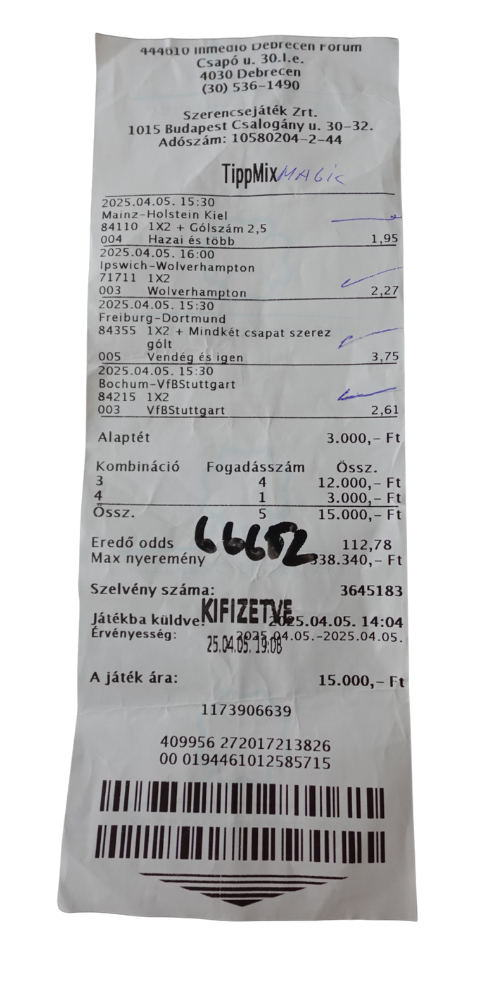 444010 Inmedio Debrecen Fórum
Csapó u. 30.I.e.
4030 Debrecen
(30) 536-1490
Szerencsejáték Zrt.
1015 Budapest Csalogány u. 30-32.
Adószám: 10580204-2-44
TippMix MAGIC
2025.04.05. 15:30
Mainz-Holstein Kiel
84110 1X2 + Gólszám 2,5
004 Hazai és több 1,95
2025.04.05. 16:00
Ipswich-Wolverhampton
71711 1X2
003 Wolverhampton 2,27
2025.04.05. 15:30
Freiburg-Dortmund
84355 1X2 + Mindkét csapat szerez
gólt
005 Vendég és igen 3,75
2025.04.05. 15:30
Bochum-VfBStuttgart
84215 1X2
003 VfBStuttgart 2,61
Alaptét 3.000,- Ft
Kombináció Fogadásszám Össz.
3 4 12.000,- Ft
4 1 3.000,- Ft
Össz. 5 15.000,- Ft
66652
Eredő odds 112,78
Max nyeremény 338.340,- Ft
Szelvény száma: 3645183
KIFIZETVE
Játékba küldve: 2025.04.05. 14:04
Érvényesség: 2025.04.05.-2025.04.05.
25.04.05. 19:08
A játék ára: 15.000,- Ft
1173906639
409956 272017213826
00 0194461012585715